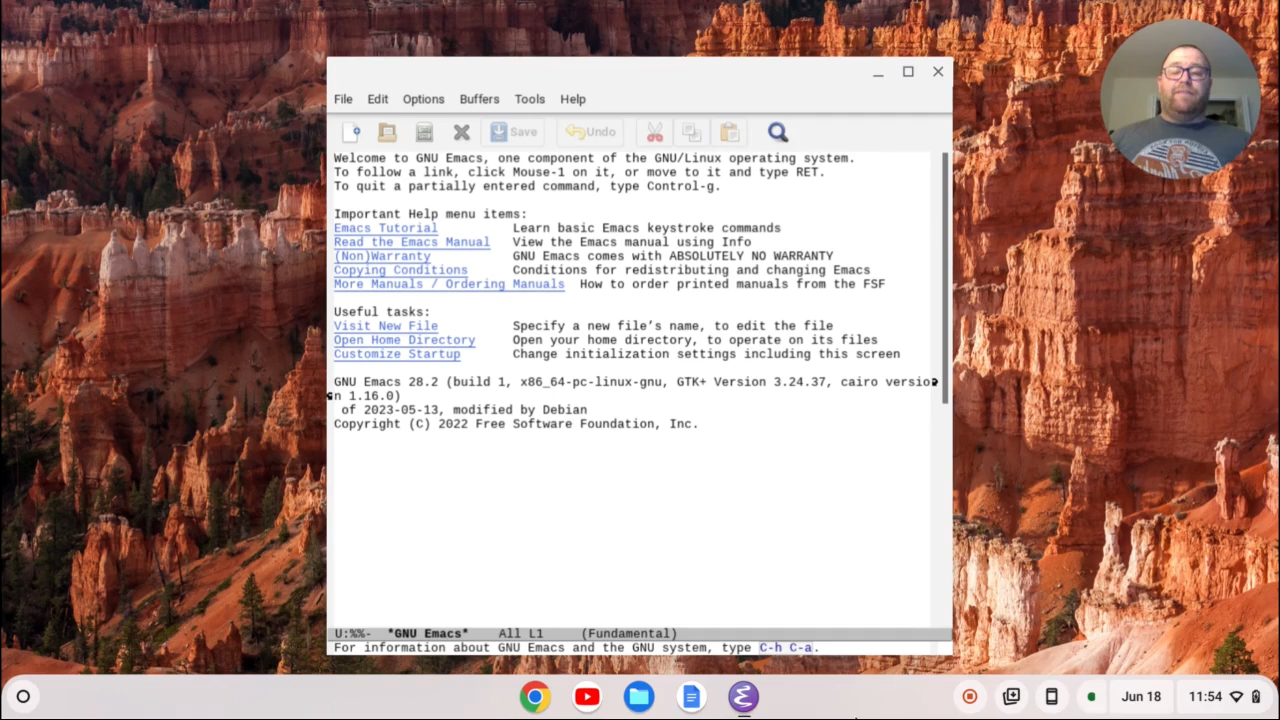 File Edit Options Buffers Tools Help
Save Undo
Welcome to GNU Emacs, one component of the GNU/Linux operating system.
To follow a link, click Mouse-1 on it, or move to it and type RET.
To quit a partially entered command, type Control-g.
Important Help menu items:
Emacs Tutorial Learn basic Emacs keystroke commands
Read the Emacs Manual View the Emacs manual using Info
(Non)Warranty GNU Emacs comes with ABSOLUTELY NO WARRANTY
Copying Conditions Conditions for redistributing and changing Emacs
More Manuals / Ordering Manuals How to order printed manuals from the FSF
Useful tasks:
Visit New File Specify a new file’s name, to edit the file
Open Home Directory Open your home directory, to operate on its files
Customize Startup Change initialization settings including this screen
GNU Emacs 28.2 (build 1, x86_64-pc-linux-gnu, GTK+ Version 3.24.37, cairo versio
n 1.16.0)
of 2023-05-13, modified by Debian
Copyright (C) 2022 Free Software Foundation, Inc.
U:%%- *GNU Emacs* All L1 (Fundamental)
For information about GNU Emacs and the GNU system, type C-h C-a.
Jun 18 11:54